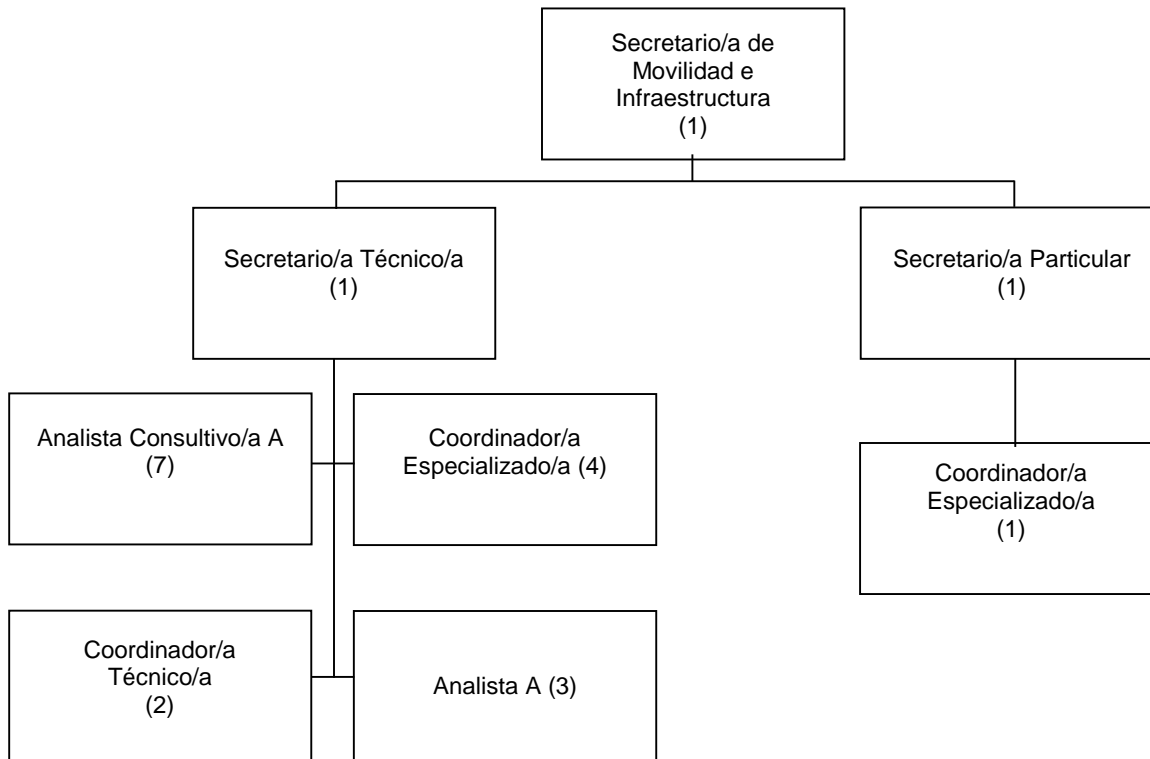 Secretario/a de
Movilidad e
Infraestructura
(1)
Secretario/a Técnico/a
(1)
Secretario/a Particular
(1)
Analista Consultivo/a A
(7)
Coordinador/a
Especializado/a (4)
Coordinador/a
Especializado/a
(1)
Coordinador/a
Técnico/a
(2)
Analista A (3)